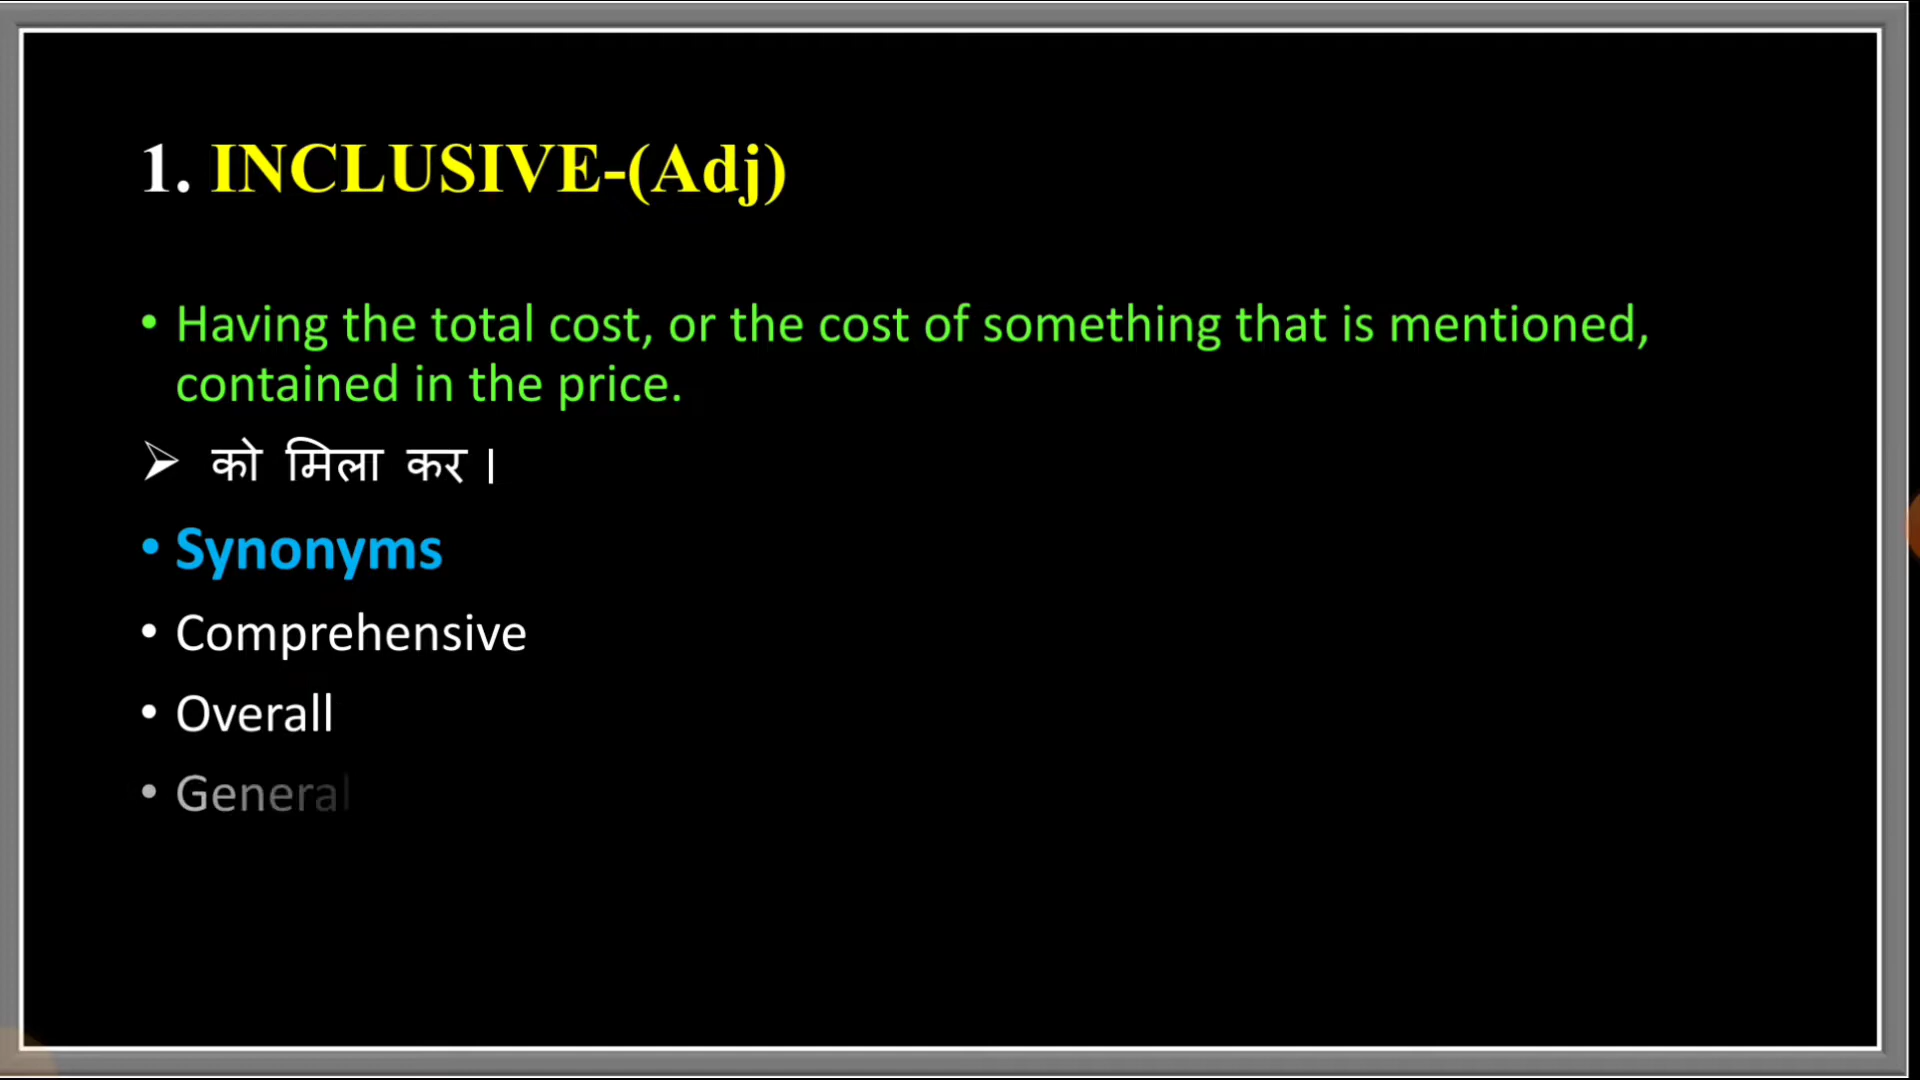 1. INCLUSIVE-(Adj)
• Having the total cost, or the cost of something that is mentioned,
contained in the price.
➢ को मिला कर ।
• Synonyms
• Comprehensive
• Overall
• General